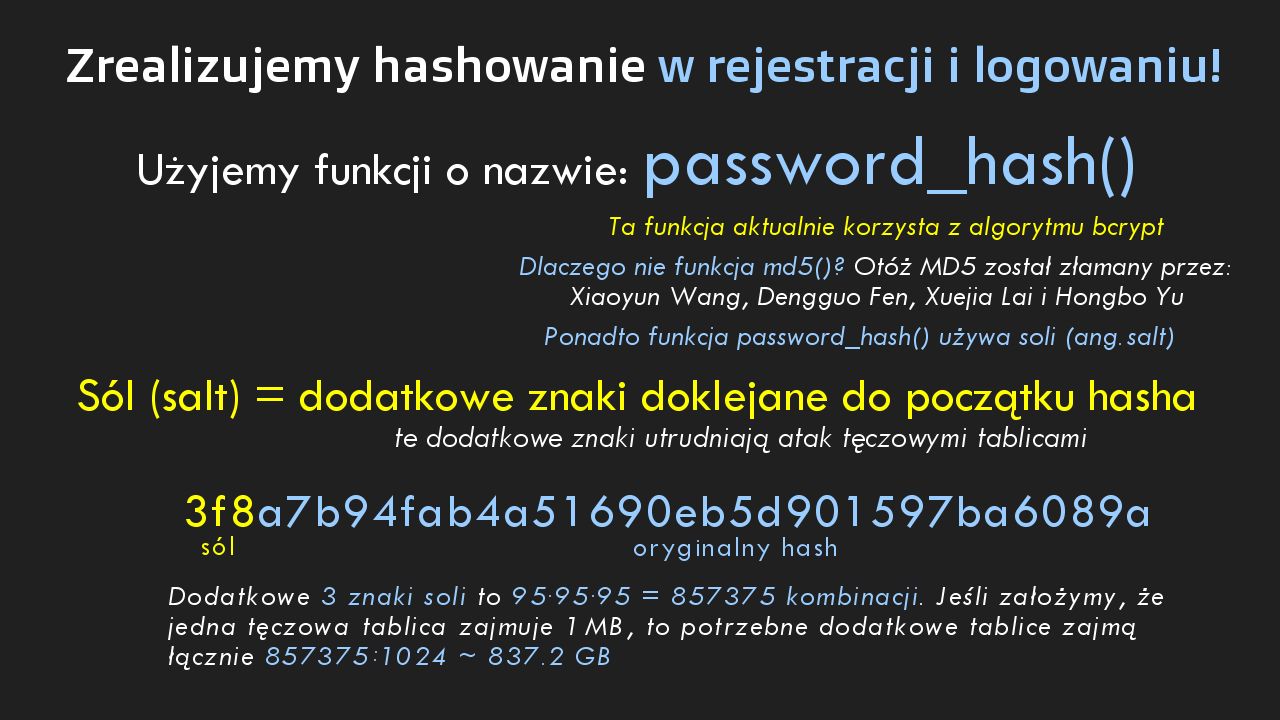 Zrealizujemy hashowanie w rejestracji i logowaniu!
Użyjemy funkcji o nazwie: password_hash()
Ta funkcja aktualnie korzysta z algorytmu bcrypt
Dlaczego nie funkcja md5()? Otóż MD5 został złamany przez:
Xiaoyun Wang, Dengguo Fen, Xuejia Lai i Hongbo Yu
Ponadto funkcja password_hash() używa soli (ang.salt)
Sól (salt) = dodatkowe znaki doklejane do początku hasha
te dodatkowe znaki utrudniają atak tęczowymi tablicami
3f8a7b94fab4a51690eb5d901597ba6089a
sól oryginalny hash
Dodatkowe 3 znaki soli to 95·95·95 = 857375 kombinacji. Jeśli założymy, że
jedna tęczowa tablica zajmuje 1 MB, to potrzebne dodatkowe tablice zajmą
łącznie 857375:1024 ~ 837.2 GB